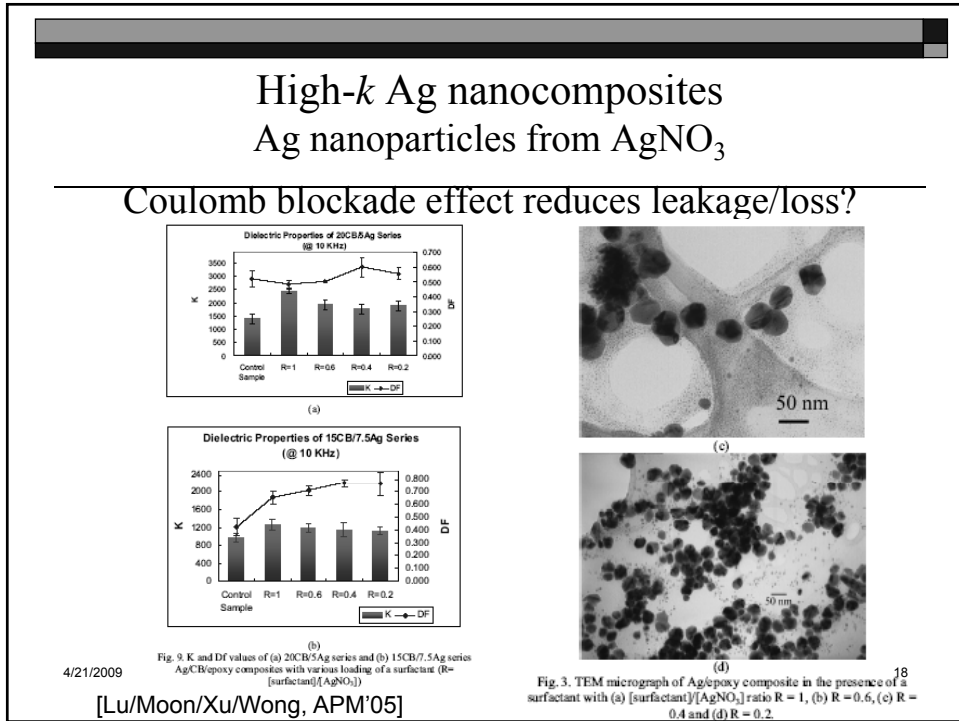 High-k Ag nanocomposites
Ag nanoparticles from AgNO3
Coulomb blockade effect reduces leakage/loss?
Dielectric Properties of 20CB/5Ag Series
(@ 10 KHz)
3500
3000
2500
2000
1500
1000
500
0
K
0.700
0.600
0.500
0.400
0.300
0.200
0.100
0.000
DF
Control Sample
R=1
R=0.6
R=0.4
R=0.2
K
DF
(a)
Dielectric Properties of 15CB/7.5Ag Series
(@ 10 KHz)
2400
2000
1600
1200
800
400
0
K
0.800
0.700
0.600
0.500
0.400
0.300
0.200
0.100
0.000
DF
Control
Sample
R=1
R=0.6
R=0.4
R=0.2
K
DF
(b)
Fig. 9. K and Df values of (a) 20CB/5Ag series and (b) 15CB/7.5Ag series
Ag/CB/epoxy composites with various loading of a surfactant (R=
[surfactant]/[AgNO3])
50 nm
(c)
50 nm
(d)
Fig. 3. TEM micrograph of Ag/epoxy composite in the presence of a
surfactant with (a) [surfactant]/[AgNO3] ratio R = 1, (b) R = 0.6, (c) R =
0.4 and (d) R = 0.2.
4/21/2009
[Lu/Moon/Xu/Wong, APM'05]
18